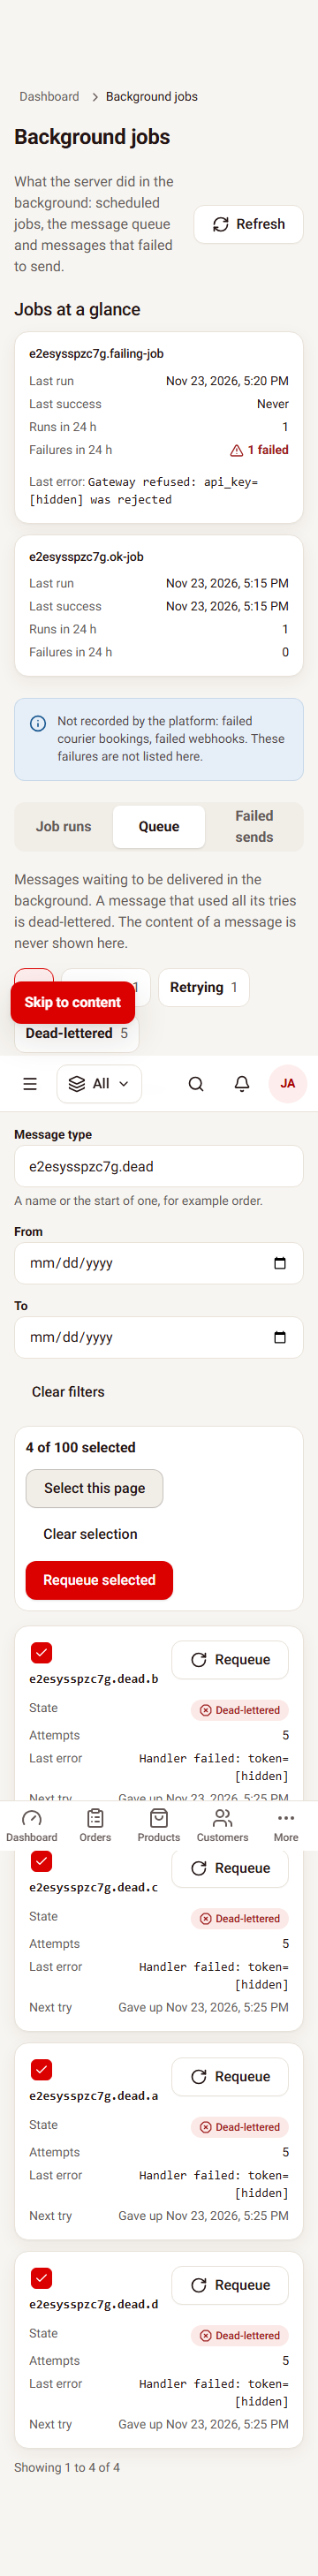 Dashboard > Background jobs
Background jobs
What the server did in the
background: scheduled
jobs, the message queue
and messages that failed
to send.
Refresh
Jobs at a glance
e2esysspzc7g.failing-job
Last run Nov 23, 2026, 5:20 PM
Last success Never
Runs in 24 h 1
Failures in 24 h 1 failed
Last error: Gateway refused: api_key=
[hidden] was rejected
e2esysspzc7g.ok-job
Last run Nov 23, 2026, 5:15 PM
Last success Nov 23, 2026, 5:15 PM
Runs in 24 h 1
Failures in 24 h 0
Not recorded by the platform: failed
courier bookings, failed webhooks. These
failures are not listed here.
Job runs
Queue
Failed
sends
Messages waiting to be delivered in the
background. A message that used all its tries
is dead-lettered. The content of a message is
never shown here.
1
Retrying 1
Skip to content
Dead-lettered 5
All
JA
Message type
e2esysspzc7g.dead
A name or the start of one, for example order.
From
mm/dd/yyyy
To
mm/dd/yyyy
Clear filters
4 of 100 selected
Select this page
Clear selection
Requeue selected
Requeue
e2esysspzc7g.dead.b
State Dead-lettered
Attempts 5
Last error Handler failed: token=
[hidden]
Next try Gave up Nov 23, 2026, 5:25 PM
Dashboard Orders Products Customers More
Requeue
e2esysspzc7g.dead.c
State Dead-lettered
Attempts 5
Last error Handler failed: token=
[hidden]
Next try Gave up Nov 23, 2026, 5:25 PM
Requeue
e2esysspzc7g.dead.a
State Dead-lettered
Attempts 5
Last error Handler failed: token=
[hidden]
Next try Gave up Nov 23, 2026, 5:25 PM
Requeue
e2esysspzc7g.dead.d
State Dead-lettered
Attempts 5
Last error Handler failed: token=
[hidden]
Next try Gave up Nov 23, 2026, 5:25 PM
Showing 1 to 4 of 4